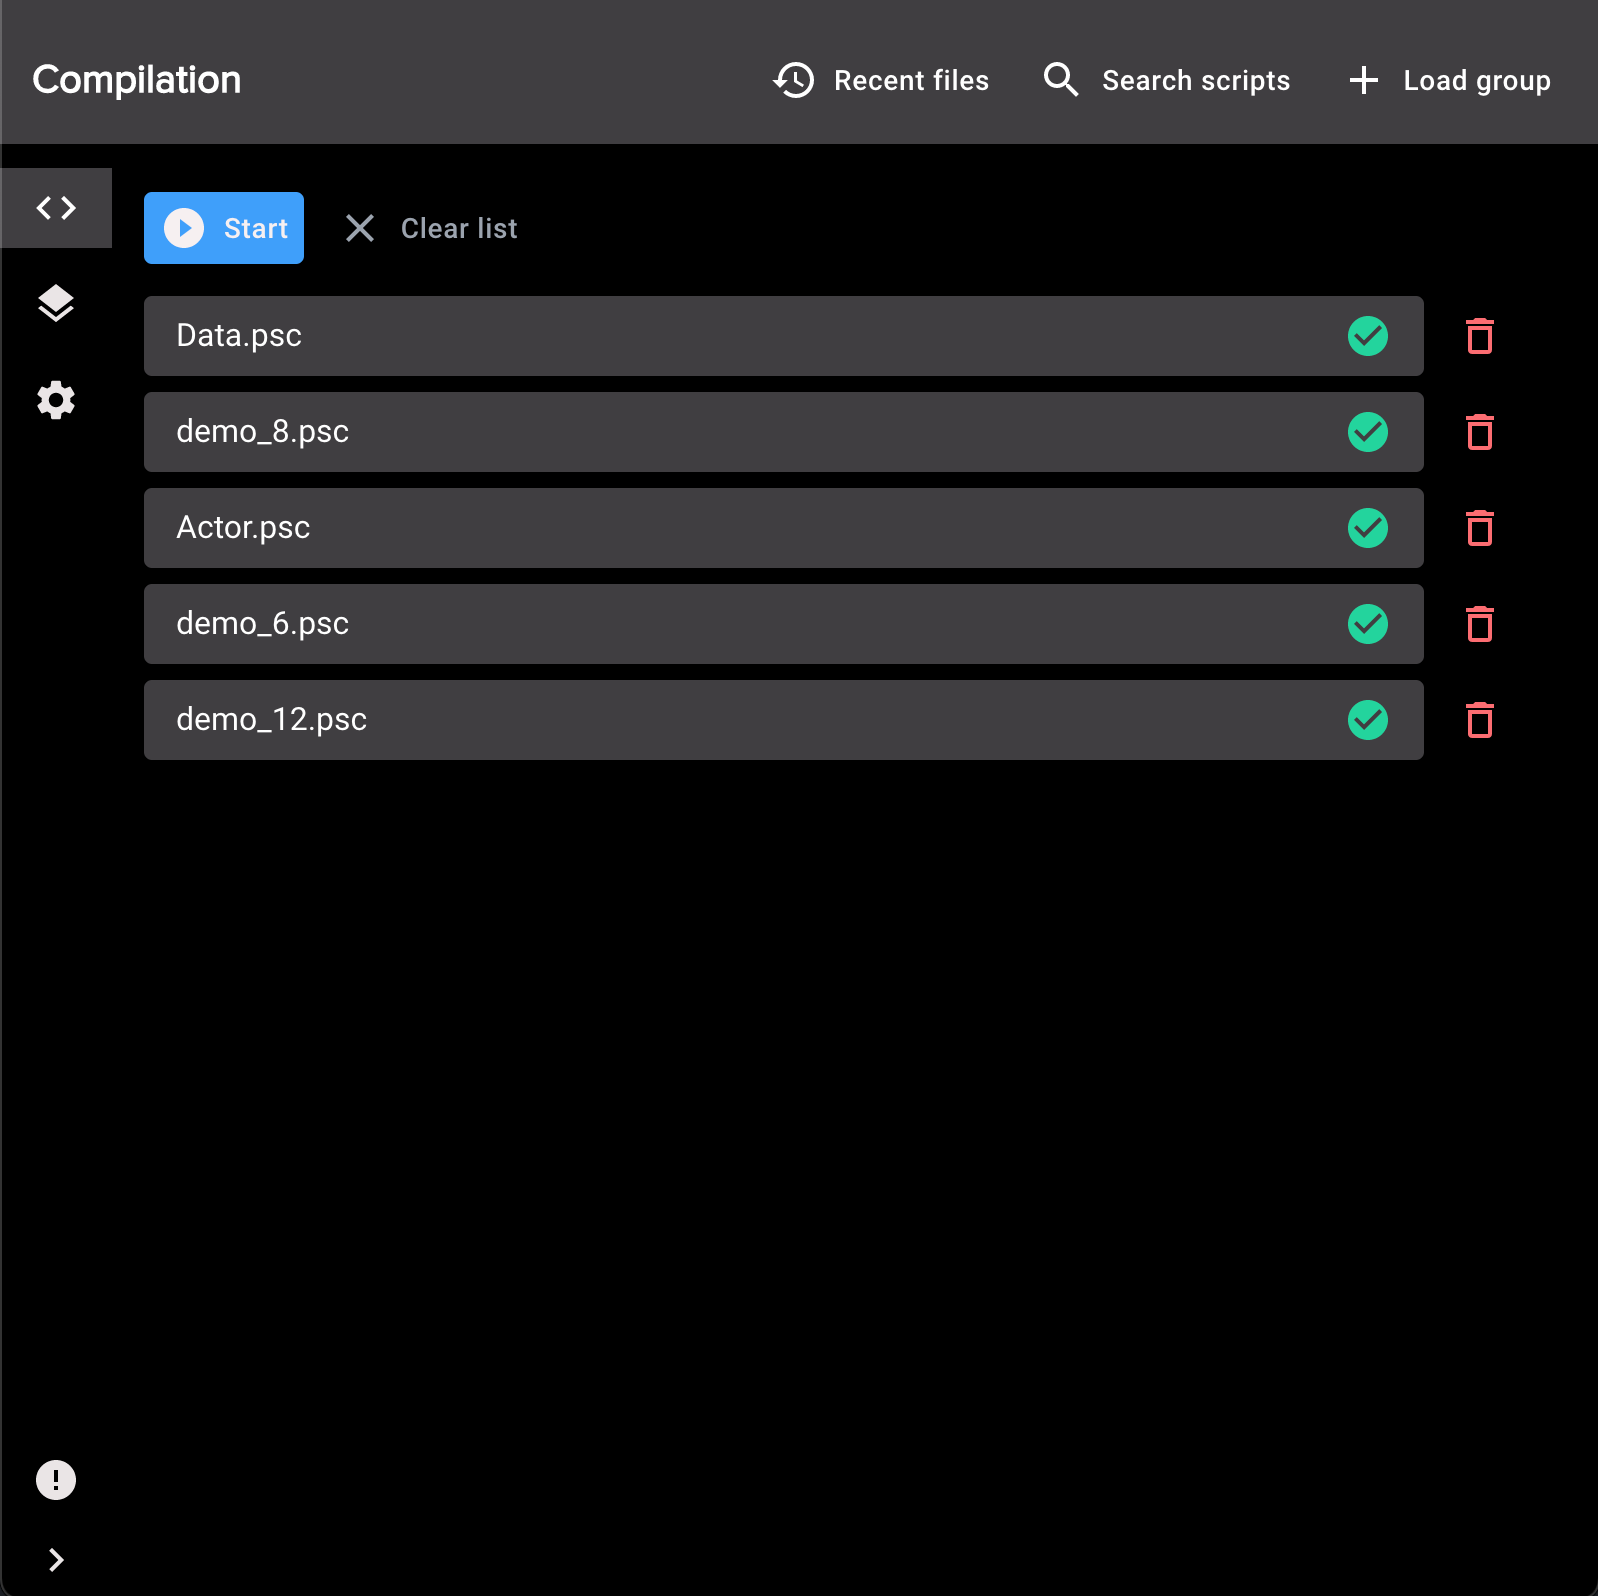 Compilation
Recent files
Search scripts
Load group
Start
Clear list
Data.psc
demo_8.psc
Actor.psc
demo_6.psc
demo_12.psc